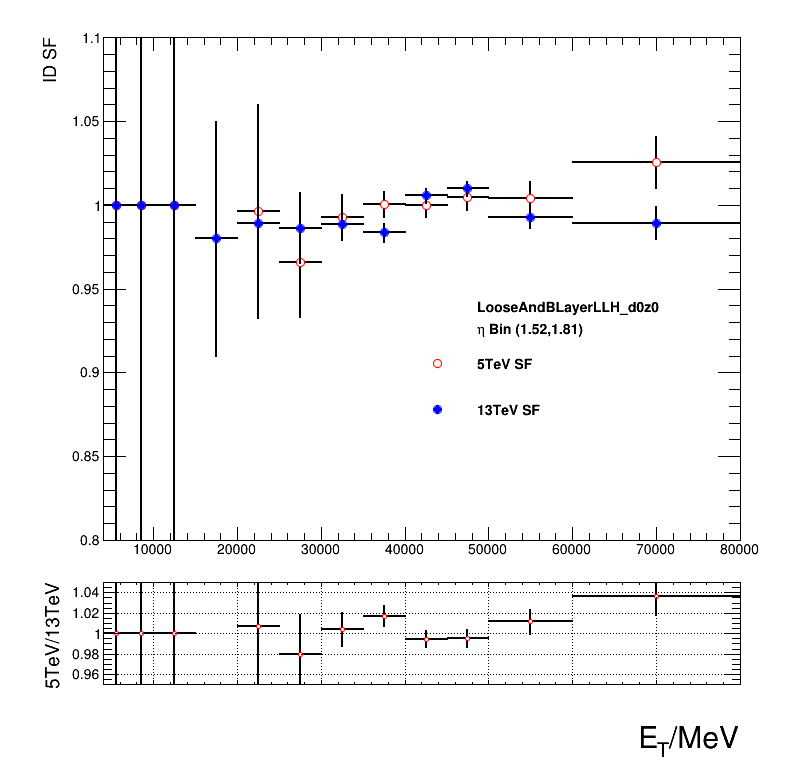 ID SF
1.1
1.05
1
0.95
0.9
0.85
0.8
LooseAndBLayerLLH_d0z0
η Bin (1.52,1.81)
5TeV SF
13TeV SF
10000 20000 30000 40000 50000 60000 70000 80000
5TeV/13TeV
1.04
1.02
1
0.98
0.96
E_T/MeV